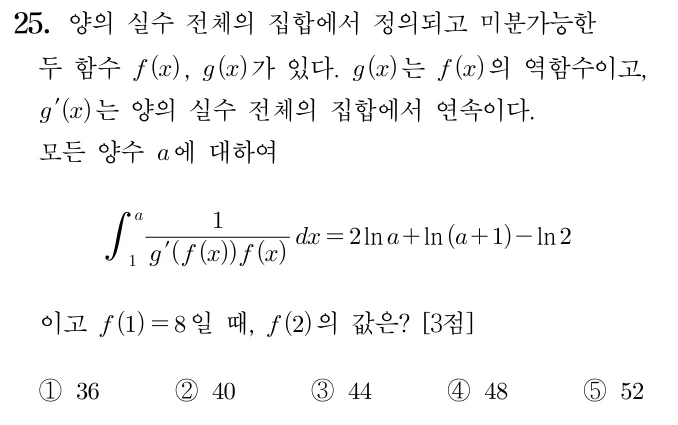 25. 양의 실수 전체의 집합에서 정의되고 미분가능한
두 함수 f(x), g(x)가 있다. g(x)는 f(x)의 역함수이고,
g′(x)는 양의 실수 전체의 집합에서 연속이다.
모든 양수 a에 대하여
∫₁ᵃ 1/(g′(f(x))f(x)) dx = 2 ln a + ln(a+1) − ln 2
이고 f(1)=8일 때, f(2)의 값은? [3점]
① 36 ② 40 ③ 44 ④ 48 ⑤ 52